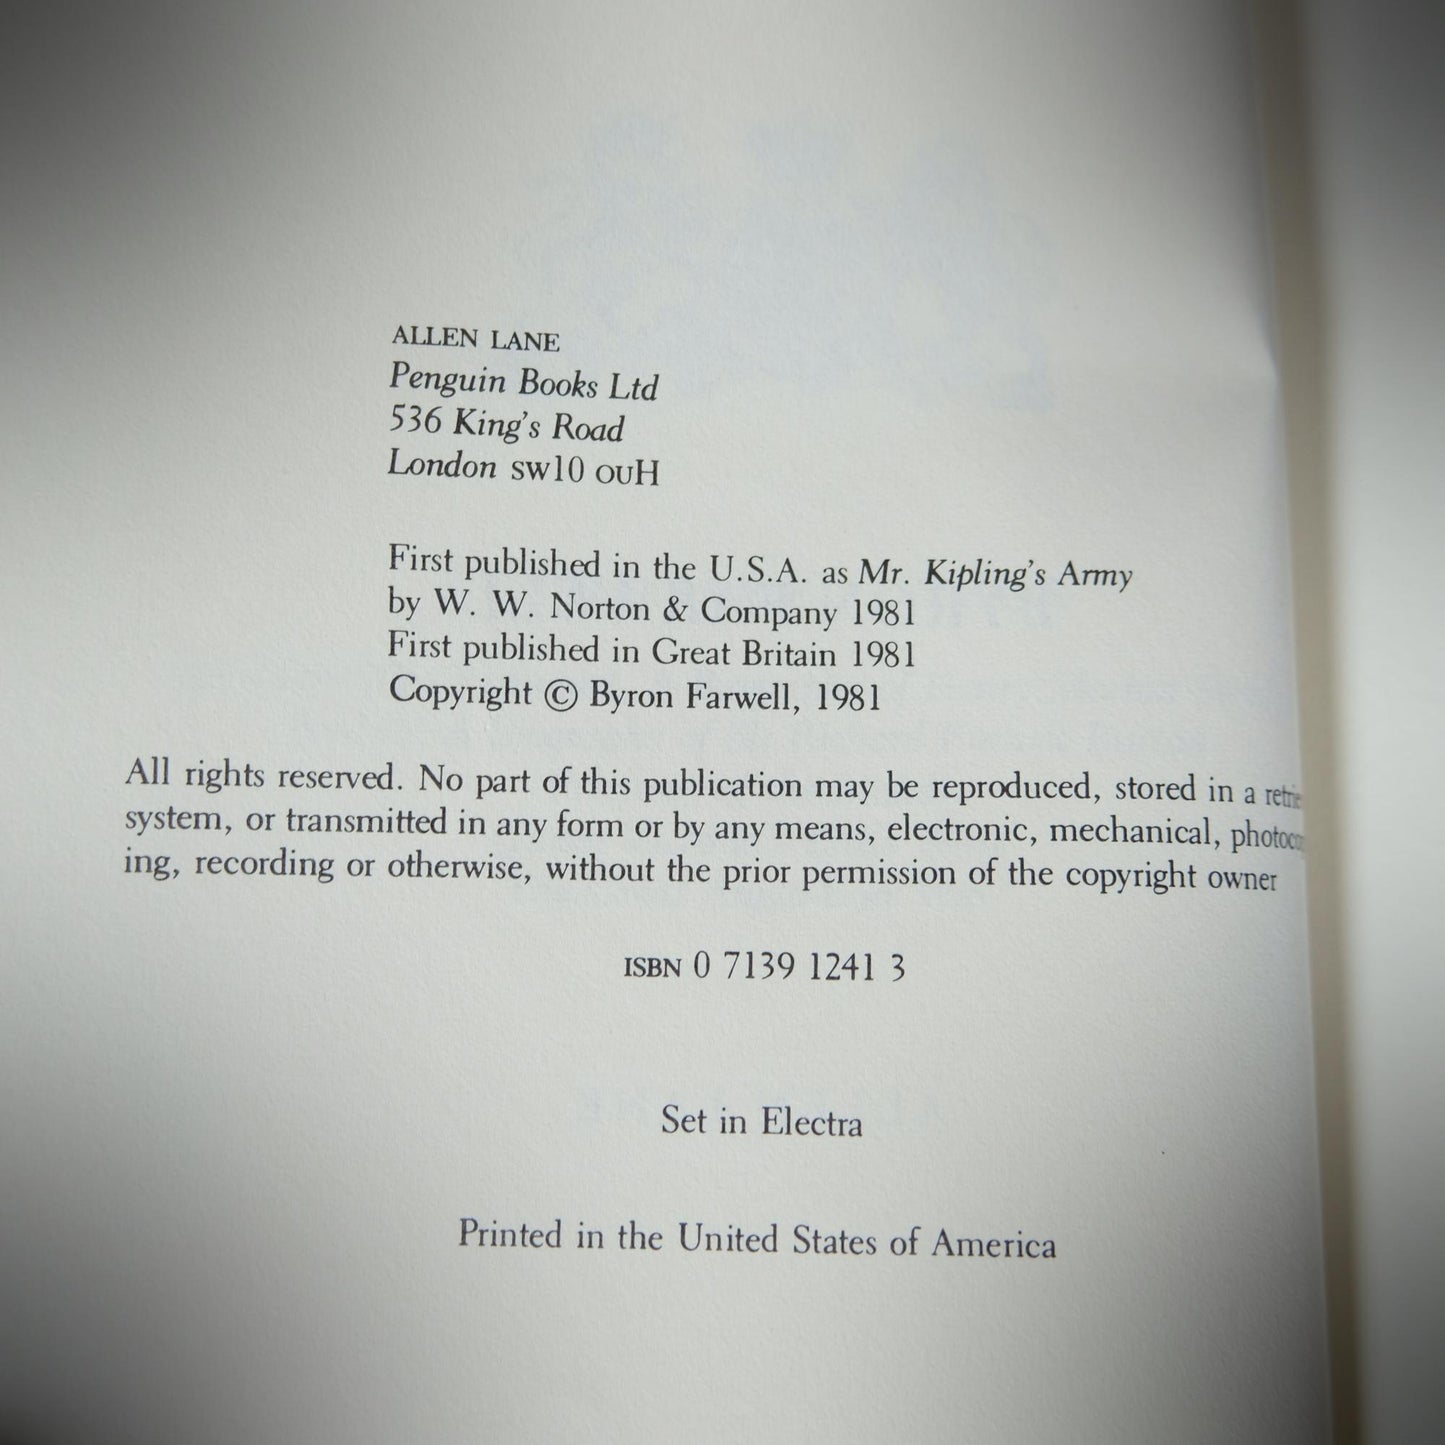 ALLEN LANE
Penguin Books Ltd
536 King's Road
London SW10 OUH
First published in the U.S.A. as Mr. Kipling's Army
by W. W. Norton & Company 1981
First published in Great Britain 1981
Copyright © Byron Farwell, 1981
All rights reserved. No part of this publication may be reproduced, stored in a
system, or transmitted in any form or by any means, electronic, mechanical,
ing, recording or otherwise, without the prior permission of the copyright owner
ISBN 0 7139 1241 3
Set in Electra
Printed in the United States of America